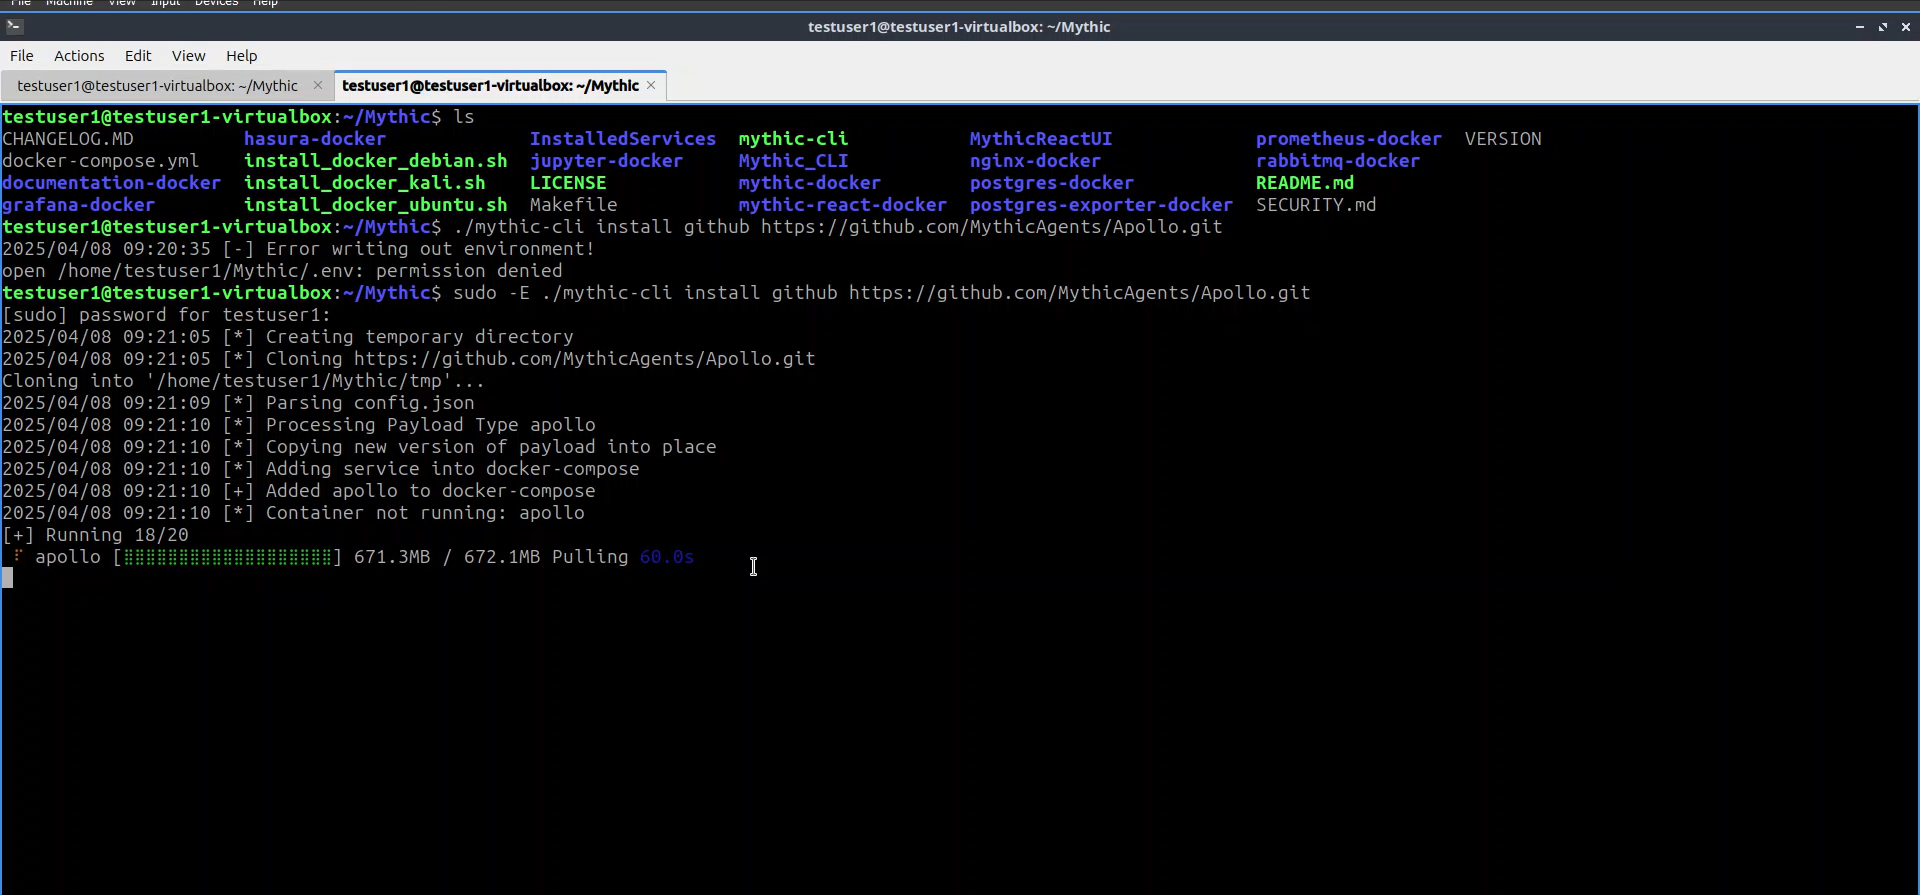 File Machine View Input Devices Help
testuser1@testuser1-virtualbox: ~/Mythic
File Actions Edit View Help
testuser1@testuser1-virtualbox: ~/Mythic × testuser1@testuser1-virtualbox: ~/Mythic ×
testuser1@testuser1-virtualbox:~/Mythic$ ls
CHANGELOG.MD hasura-docker InstalledServices mythic-cli MythicReactUI prometheus-docker VERSION
docker-compose.yml install_docker_debian.sh jupyter-docker Mythic_CLI nginx-docker rabbitmq-docker
documentation-docker install_docker_kali.sh LICENSE mythic-docker postgres-docker README.md
grafana-docker install_docker_ubuntu.sh Makefile mythic-react-docker postgres-exporter-docker SECURITY.md
testuser1@testuser1-virtualbox:~/Mythic$ ./mythic-cli install github https://github.com/MythicAgents/Apollo.git
2025/04/08 09:20:35 [-] Error writing out environment!
open /home/testuser1/Mythic/.env: permission denied
testuser1@testuser1-virtualbox:~/Mythic$ sudo -E ./mythic-cli install github https://github.com/MythicAgents/Apollo.git
[sudo] password for testuser1:
2025/04/08 09:21:05 [*] Creating temporary directory
2025/04/08 09:21:05 [*] Cloning https://github.com/MythicAgents/Apollo.git
Cloning into '/home/testuser1/Mythic/tmp'...
2025/04/08 09:21:09 [*] Parsing config.json
2025/04/08 09:21:10 [*] Processing Payload Type apollo
2025/04/08 09:21:10 [*] Copying new version of payload into place
2025/04/08 09:21:10 [*] Adding service into docker-compose
2025/04/08 09:21:10 [+] Added apollo to docker-compose
2025/04/08 09:21:10 [*] Container not running: apollo
[+] Running 18/20
⠏ apollo [⣿⣿⣿⣿⣿⣿⣿⣿⣿⣿⣿⣿⣿⣿⣿⣿⣿⣿⣿] 671.3MB / 672.1MB Pulling 60.0s